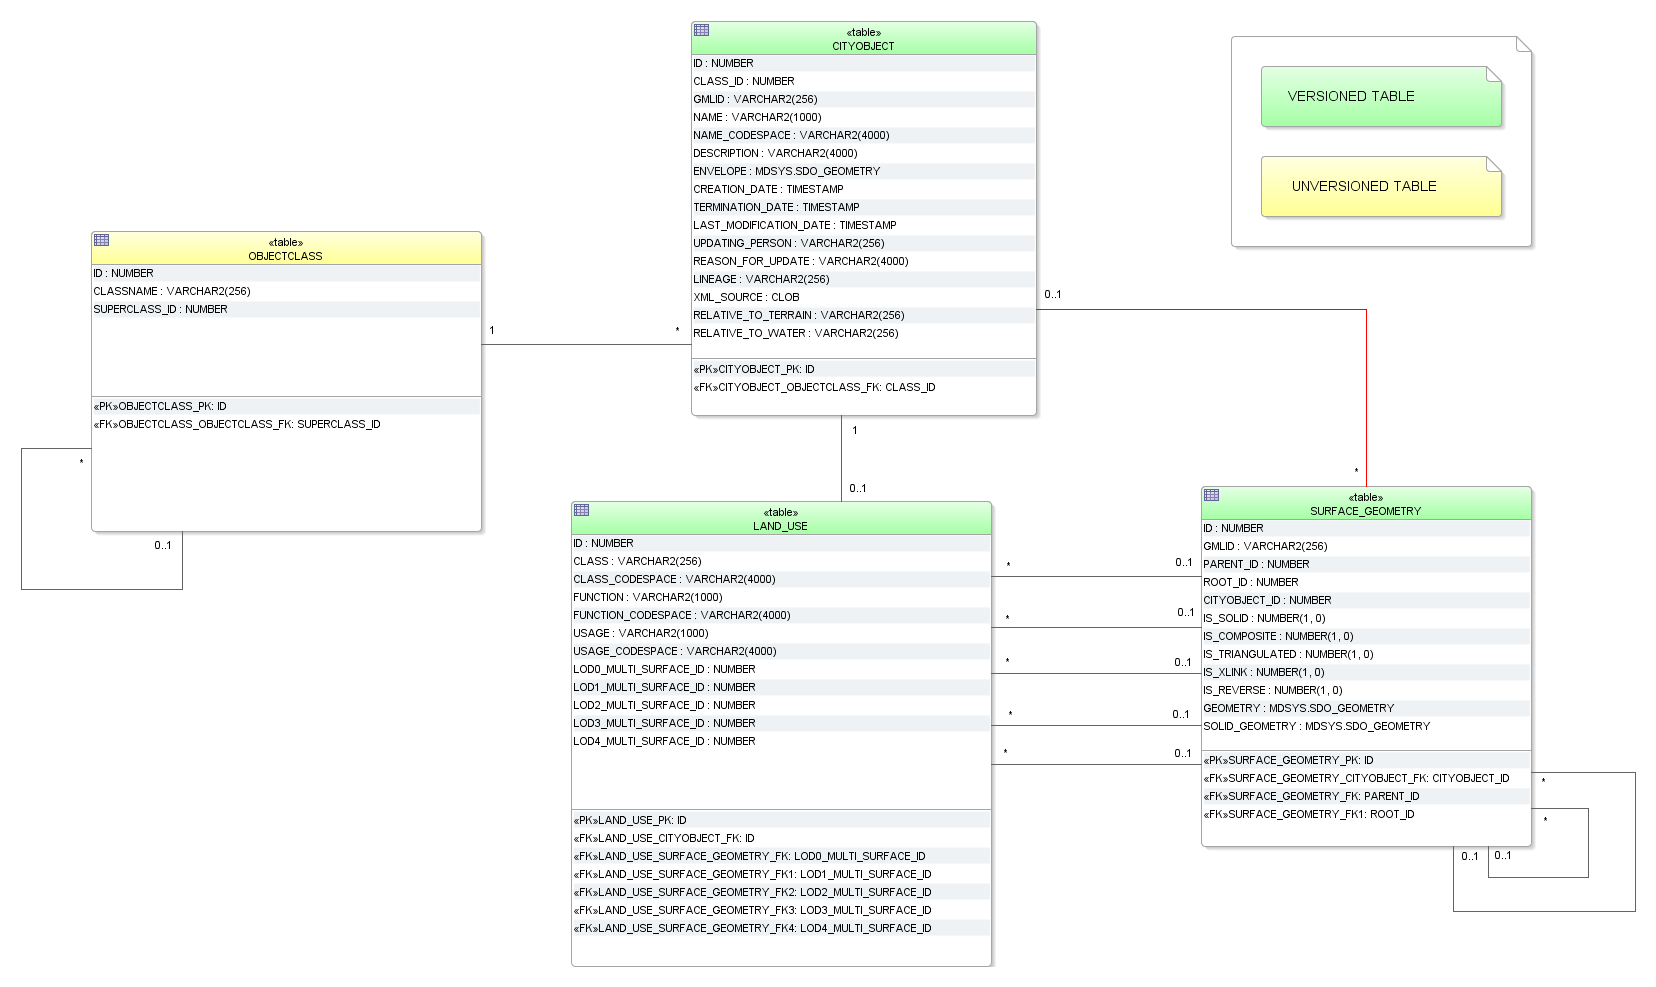 «table»
CITYOBJECT
ID : NUMBER
CLASS_ID : NUMBER
GMLID : VARCHAR2(256)
NAME : VARCHAR2(1000)
NAME_CODESPACE : VARCHAR2(4000)
DESCRIPTION : VARCHAR2(4000)
ENVELOPE : MDSYS.SDO_GEOMETRY
CREATION_DATE : TIMESTAMP
TERMINATION_DATE : TIMESTAMP
LAST_MODIFICATION_DATE : TIMESTAMP
UPDATING_PERSON : VARCHAR2(256)
REASON_FOR_UPDATE : VARCHAR2(4000)
LINEAGE : VARCHAR2(256)
XML_SOURCE : CLOB
RELATIVE_TO_TERRAIN : VARCHAR2(256)
RELATIVE_TO_WATER : VARCHAR2(256)
«PK»CITYOBJECT_PK: ID
«FK»CITYOBJECT_OBJECTCLASS_FK: CLASS_ID
VERSIONED TABLE
UNVERSIONED TABLE
«table»
OBJECTCLASS
ID : NUMBER
CLASSNAME : VARCHAR2(256)
SUPERCLASS_ID : NUMBER
«PK»OBJECTCLASS_PK: ID
«FK»OBJECTCLASS_OBJECTCLASS_FK: SUPERCLASS_ID
*
0..1
1
*
0..1
*
1
0..1
«table»
LAND_USE
ID : NUMBER
CLASS : VARCHAR2(256)
CLASS_CODESPACE : VARCHAR2(4000)
FUNCTION : VARCHAR2(1000)
FUNCTION_CODESPACE : VARCHAR2(4000)
USAGE : VARCHAR2(1000)
USAGE_CODESPACE : VARCHAR2(4000)
LOD0_MULTI_SURFACE_ID : NUMBER
LOD1_MULTI_SURFACE_ID : NUMBER
LOD2_MULTI_SURFACE_ID : NUMBER
LOD3_MULTI_SURFACE_ID : NUMBER
LOD4_MULTI_SURFACE_ID : NUMBER
«PK»LAND_USE_PK: ID
«FK»LAND_USE_CITYOBJECT_FK: ID
«FK»LAND_USE_SURFACE_GEOMETRY_FK: LOD0_MULTI_SURFACE_ID
«FK»LAND_USE_SURFACE_GEOMETRY_FK1: LOD1_MULTI_SURFACE_ID
«FK»LAND_USE_SURFACE_GEOMETRY_FK2: LOD2_MULTI_SURFACE_ID
«FK»LAND_USE_SURFACE_GEOMETRY_FK3: LOD3_MULTI_SURFACE_ID
«FK»LAND_USE_SURFACE_GEOMETRY_FK4: LOD4_MULTI_SURFACE_ID
* 0..1
* 0..1
* 0..1
* 0..1
* 0..1
«table»
SURFACE_GEOMETRY
ID : NUMBER
GMLID : VARCHAR2(256)
PARENT_ID : NUMBER
ROOT_ID : NUMBER
CITYOBJECT_ID : NUMBER
IS_SOLID : NUMBER(1, 0)
IS_COMPOSITE : NUMBER(1, 0)
IS_TRIANGULATED : NUMBER(1, 0)
IS_XLINK : NUMBER(1, 0)
IS_REVERSE : NUMBER(1, 0)
GEOMETRY : MDSYS.SDO_GEOMETRY
SOLID_GEOMETRY : MDSYS.SDO_GEOMETRY
«PK»SURFACE_GEOMETRY_PK: ID
«FK»SURFACE_GEOMETRY_CITYOBJECT_FK: CITYOBJECT_ID
«FK»SURFACE_GEOMETRY_FK: PARENT_ID
«FK»SURFACE_GEOMETRY_FK1: ROOT_ID
*
*
0..1 0..1